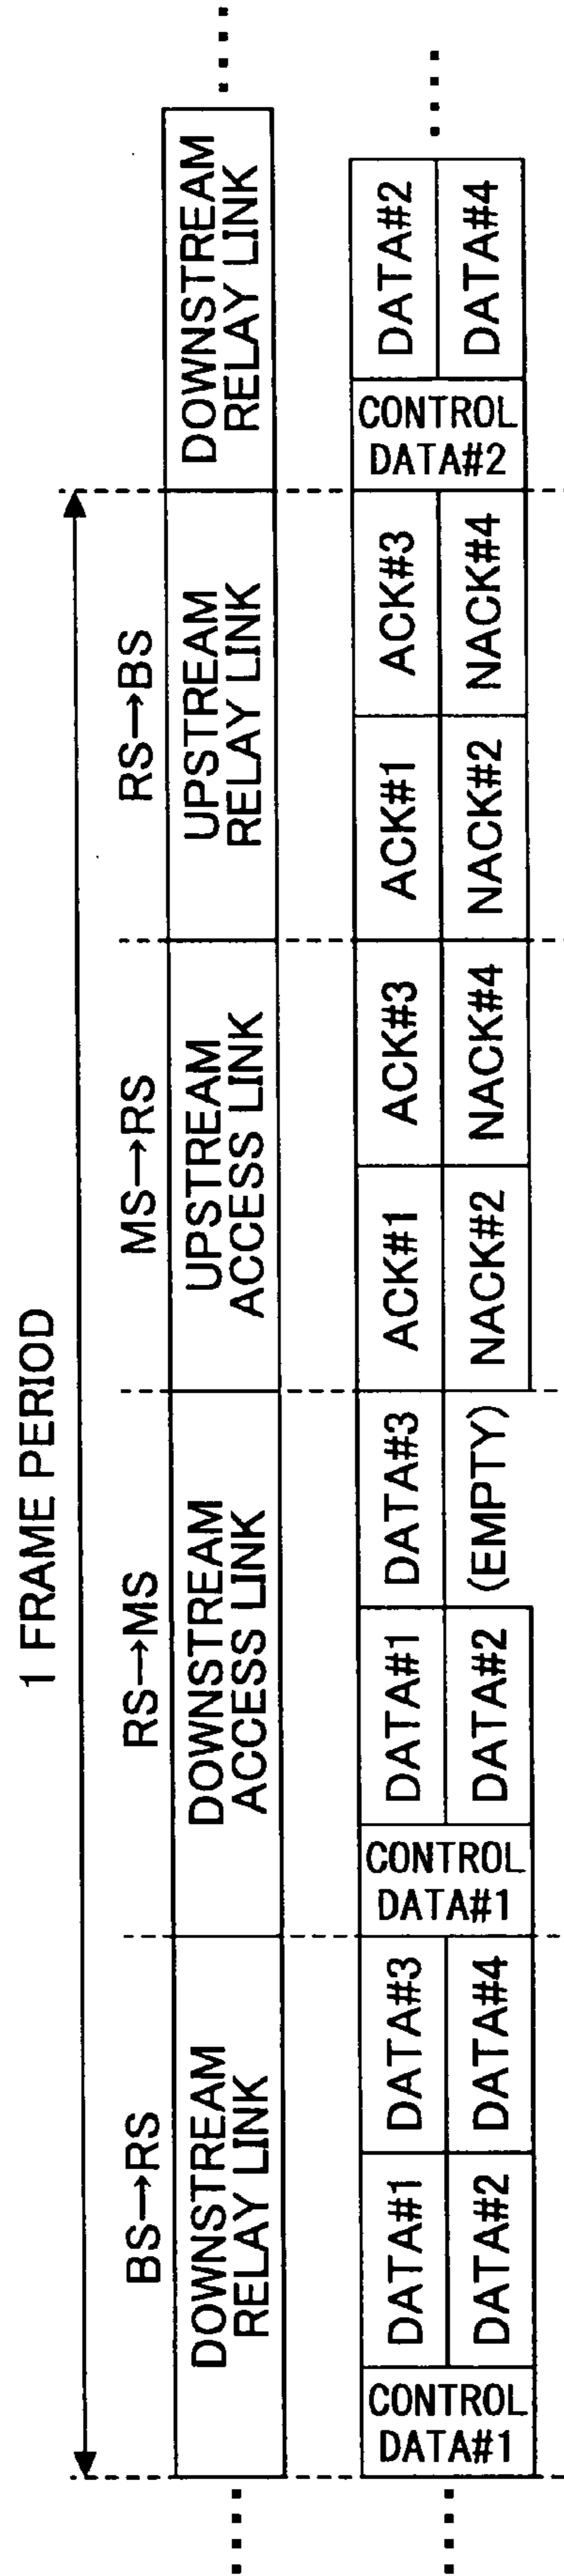 1 FRAME PERIOD
BS→RS
RS→MS
MS→RS
RS→BS
DOWNSTREAM
RELAY LINK
DOWNSTREAM
ACCESS LINK
UPSTREAM
ACCESS LINK
UPSTREAM
RELAY LINK
DOWNSTREAM
RELAY LINK
CONTROL
DATA#1
DATA#1
DATA#3
DATA#2
DATA#4
CONTROL
DATA#1
DATA#1
DATA#3
DATA#2
(EMPTY)
ACK#1
ACK#3
NACK#2
NACK#4
ACK#1
ACK#3
NACK#2
NACK#4
CONTROL
DATA#2
DATA#2
DATA#4